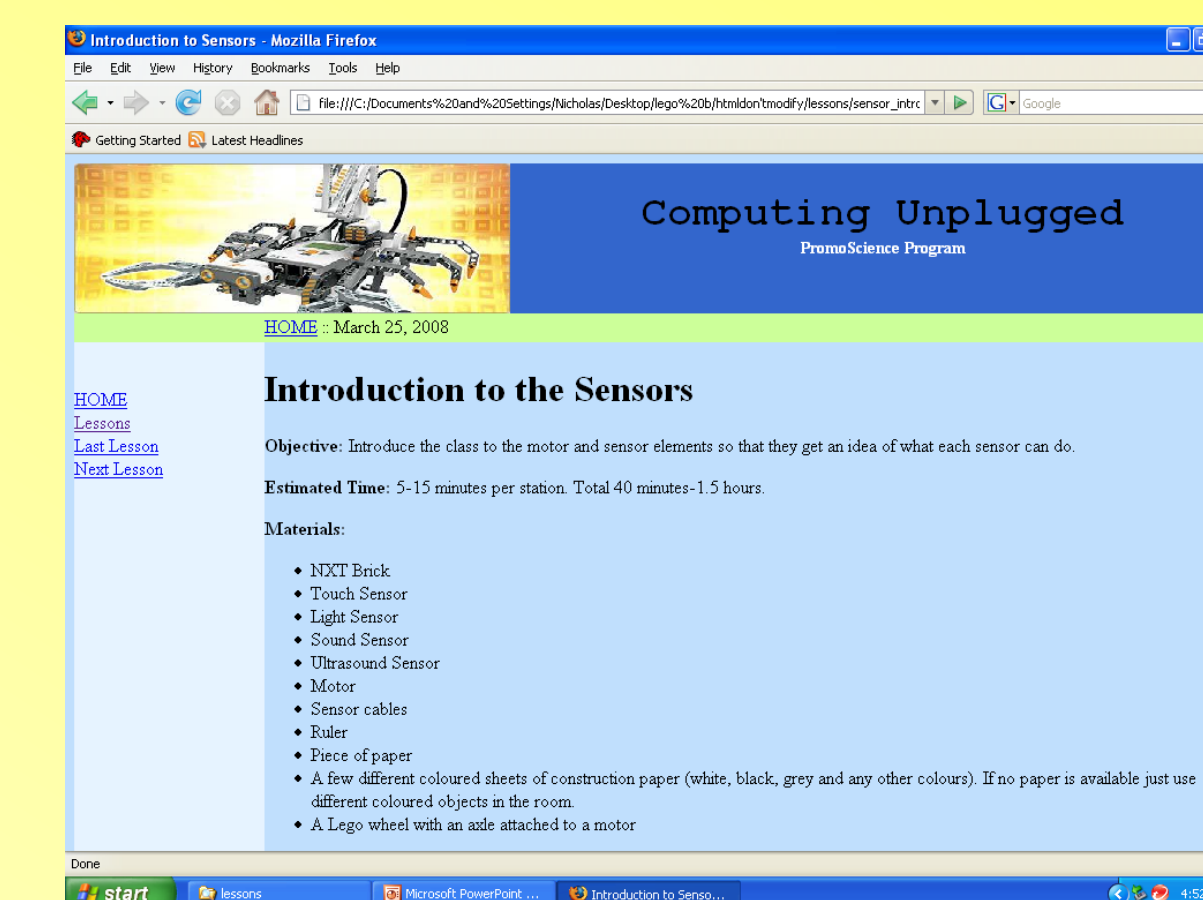 Introduction to Sensors - Mozilla Firefox
File Edit View History Bookmarks Tools Help
file:///C:/Documents%20and%20Settings/Nicholas/Desktop/lego%20b/htmldon'tmodify/lessons/sensor_intrc
G Google
Getting Started Latest Headlines
Computing Unplugged
PromoScience Program
HOME :: March 25, 2008
HOME
Lessons
Last Lesson
Next Lesson
Introduction to the Sensors
Objective: Introduce the class to the motor and sensor elements so that they get an idea of what each sensor can do.
Estimated Time: 5-15 minutes per station. Total 40 minutes-1.5 hours.
Materials:
NXT Brick
Touch Sensor
Light Sensor
Sound Sensor
Ultrasound Sensor
Motor
Sensor cables
Ruler
Piece of paper
A few different coloured sheets of construction paper (white, black, grey and any other colours). If no paper is available just use
different coloured objects in the room.
A Lego wheel with an axle attached to a motor
Done
start lessons Microsoft PowerPoint ... Introduction to Senso... 4:52